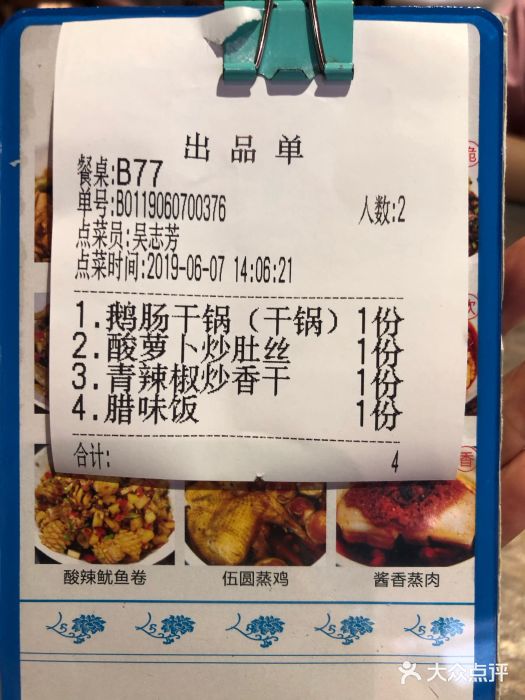 出品单
餐桌:B77
单号:B0119060700376 人数:2
点菜员:吴志芳
点菜时间:2019-06-07 14:06:21
1.鹅肠干锅（干锅）1份
2.酸萝卜炒肚丝 1份
3.青辣椒炒香干 1份
4.腊味饭 1份
合计: 4
香
酸辣鱿鱼卷 伍圆蒸鸡 酱香蒸肉
大众点评